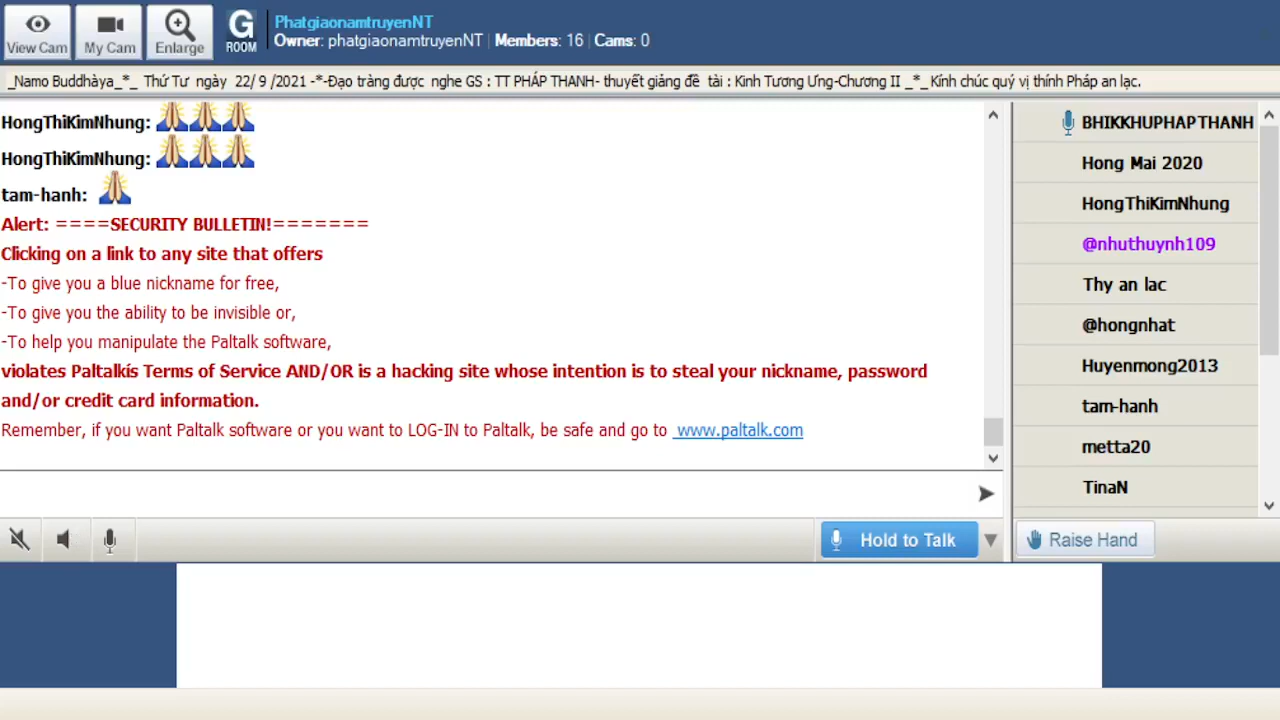 View Cam
My Cam
Enlarge
G
ROOM
PhatgiaonamtruyenNT
Owner: phatgiaonamtruyenNT | Members: 16 | Cams: 0
_Namo Buddhàya_*_ Thứ Tư ngày 22/ 9 /2021 -*-Đạo tràng được nghe GS : TT PHÁP THANH- thuyết giảng đề tài : Kinh Tương Ưng-Chương II _*_Kính chúc quý vị thính Pháp an lạc.
HongThiKimNhung: 🙏🙏🙏
HongThiKimNhung: 🙏🙏🙏
tam-hanh: 🙏
Alert: ====SECURITY BULLETIN!=======
Clicking on a link to any site that offers
-To give you a blue nickname for free,
-To give you the ability to be invisible or,
-To help you manipulate the Paltalk software,
violates Paltalkís Terms of Service AND/OR is a hacking site whose intention is to steal your nickname, password
and/or credit card information.
Remember, if you want Paltalk software or you want to LOG-IN to Paltalk, be safe and go to www.paltalk.com
BHIKKHUPHAPTHANH
Hong Mai 2020
HongThiKimNhung
@nhuthuynh109
Thy an lac
@hongnhat
Huyenmong2013
tam-hanh
metta20
TinaN
Hold to Talk
Raise Hand